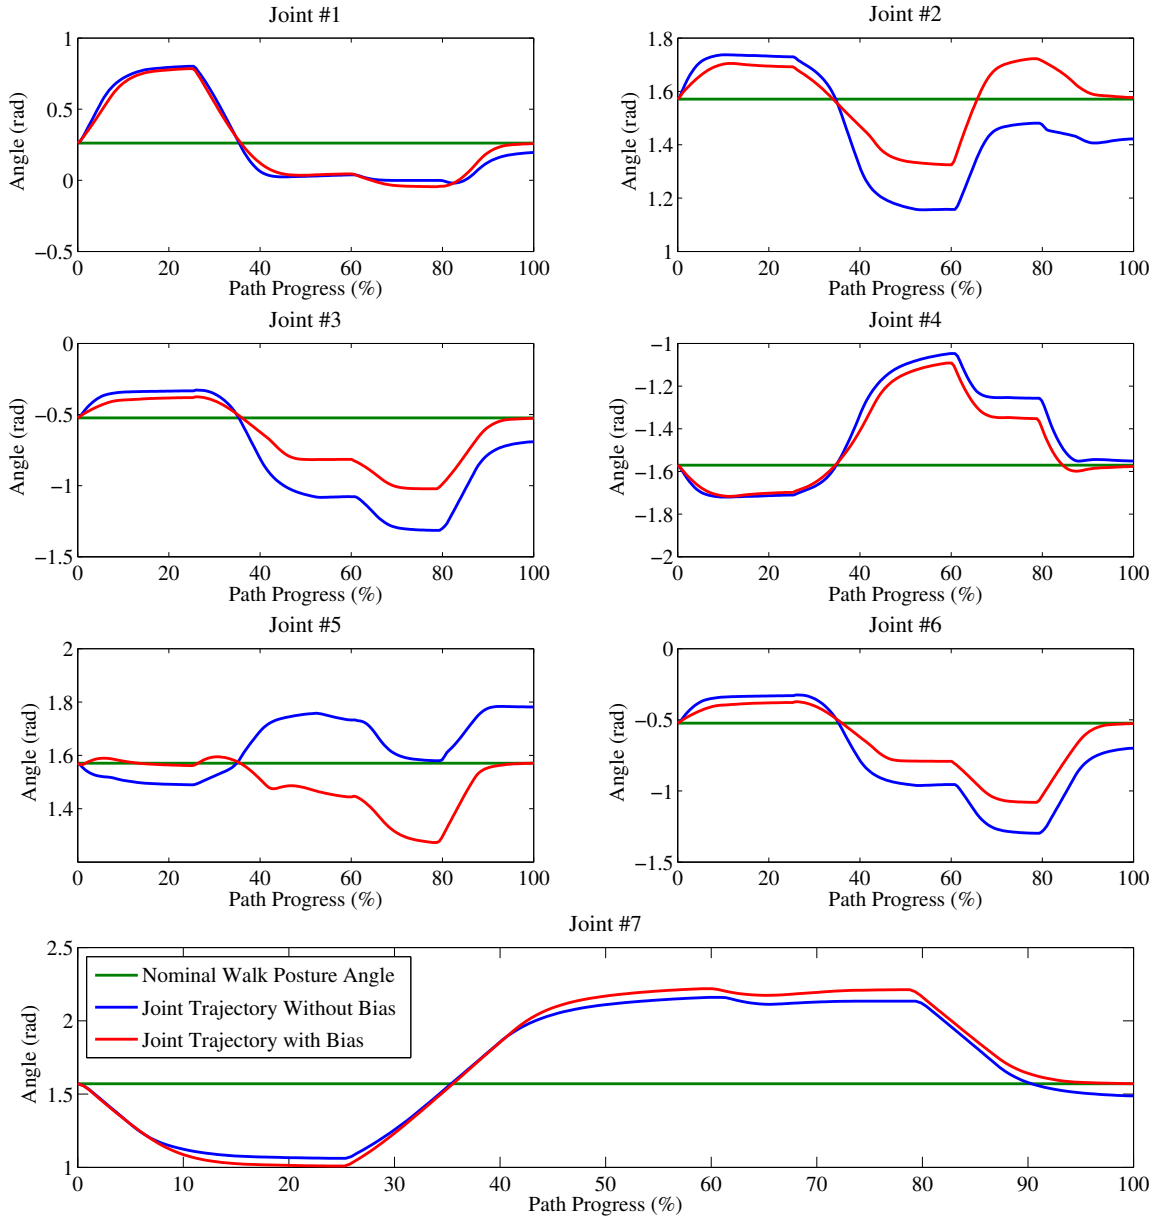 Joint #1
Joint #2
1
0.5
0
−0.5
Angle (rad)
0 20 40 60 80 100
Path Progress (%)
1.8
1.6
1.4
1.2
1
Angle (rad)
0 20 40 60 80 100
Path Progress (%)
Joint #3
Joint #4
0
−0.5
−1
−1.5
Angle (rad)
0 20 40 60 80 100
Path Progress (%)
−1
−1.2
−1.4
−1.6
−1.8
−2
Angle (rad)
0 20 40 60 80 100
Path Progress (%)
Joint #5
Joint #6
2
1.8
1.6
1.4
Angle (rad)
0 20 40 60 80 100
Path Progress (%)
0
−0.5
−1
−1.5
Angle (rad)
0 20 40 60 80 100
Path Progress (%)
Joint #7
2.5
2
1.5
1
Angle (rad)
Nominal Walk Posture Angle
Joint Trajectory Without Bias
Joint Trajectory with Bias
0 10 20 30 40 50 60 70 80 90 100
Path Progress (%)